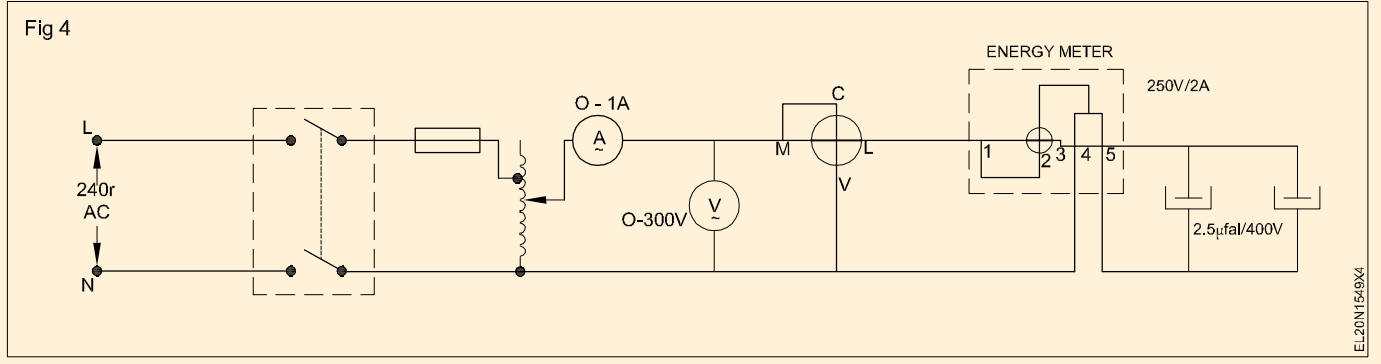 Fig 4
ENERGY METER
250V/2A
O - 1A
C
L
A
~
M
L
1
2
3
4
5
240r
AC
V
O-300V
V
~
2.5µfal/400V
N
EL20N1549X4